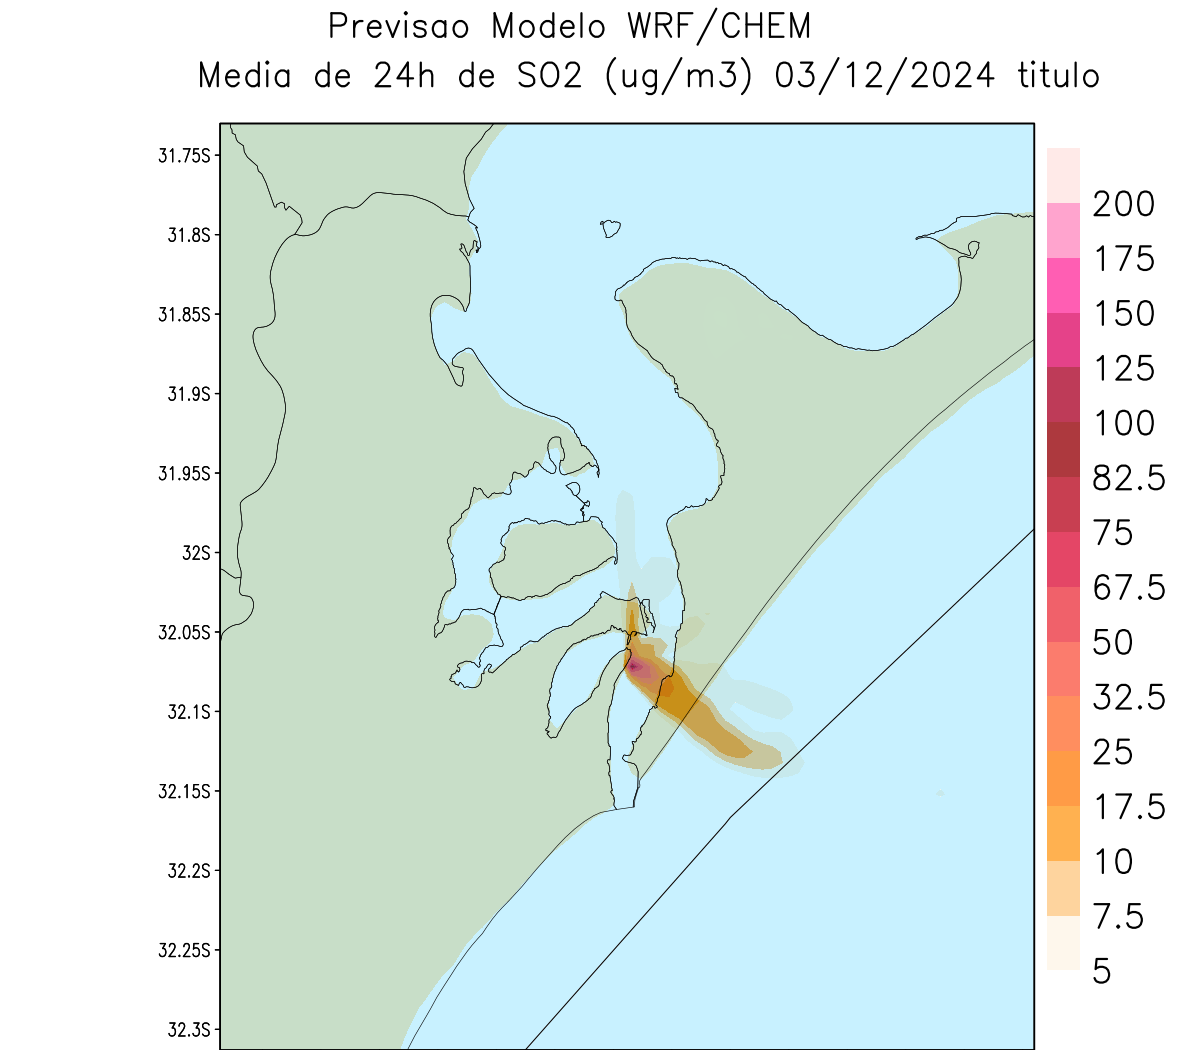 Previsao Modelo WRF/CHEM
Media de 24h de SO2 (ug/m3) 03/12/2024 titulo
31.75S
31.8S
31.85S
31.9S
31.95S
32S
32.05S
32.1S
32.15S
32.2S
32.25S
32.3S
200
175
150
125
100
82.5
75
67.5
50
32.5
25
17.5
10
7.5
5